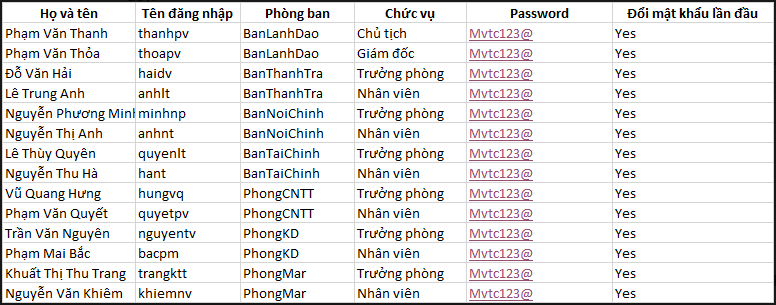 Họ và tên Tên đăng nhập Phòng ban Chức vụ Password Đổi mật khẩu lần đầu
Phạm Văn Thanh thanhpv BanLanhDao Chủ tịch Mvtc123@ Yes
Phạm Văn Thỏa thoapv BanLanhDao Giám đốc Mvtc123@ Yes
Đỗ Văn Hải haidv BanThanhTra Trưởng phòng Mvtc123@ Yes
Lê Trung Anh anhlt BanThanhTra Nhân viên Mvtc123@ Yes
Nguyễn Phương Minh minhnp BanNoiChinh Trưởng phòng Mvtc123@ Yes
Nguyễn Thị Anh anhnt BanNoiChinh Nhân viên Mvtc123@ Yes
Lê Thùy Quyên quyenlt BanTaiChinh Trưởng phòng Mvtc123@ Yes
Nguyễn Thu Hà hant BanTaiChinh Nhân viên Mvtc123@ Yes
Vũ Quang Hưng hungvq PhongCNTT Trưởng phòng Mvtc123@ Yes
Phạm Văn Quyết quyetpv PhongCNTT Nhân viên Mvtc123@ Yes
Trần Văn Nguyên nguyentv PhongKD Trưởng phòng Mvtc123@ Yes
Phạm Mai Bắc bacpm PhongKD Nhân viên Mvtc123@ Yes
Khuất Thị Thu Trang trangktt PhongMar Trưởng phòng Mvtc123@ Yes
Nguyễn Văn Khiêm khiemnv PhongMar Nhân viên Mvtc123@ Yes